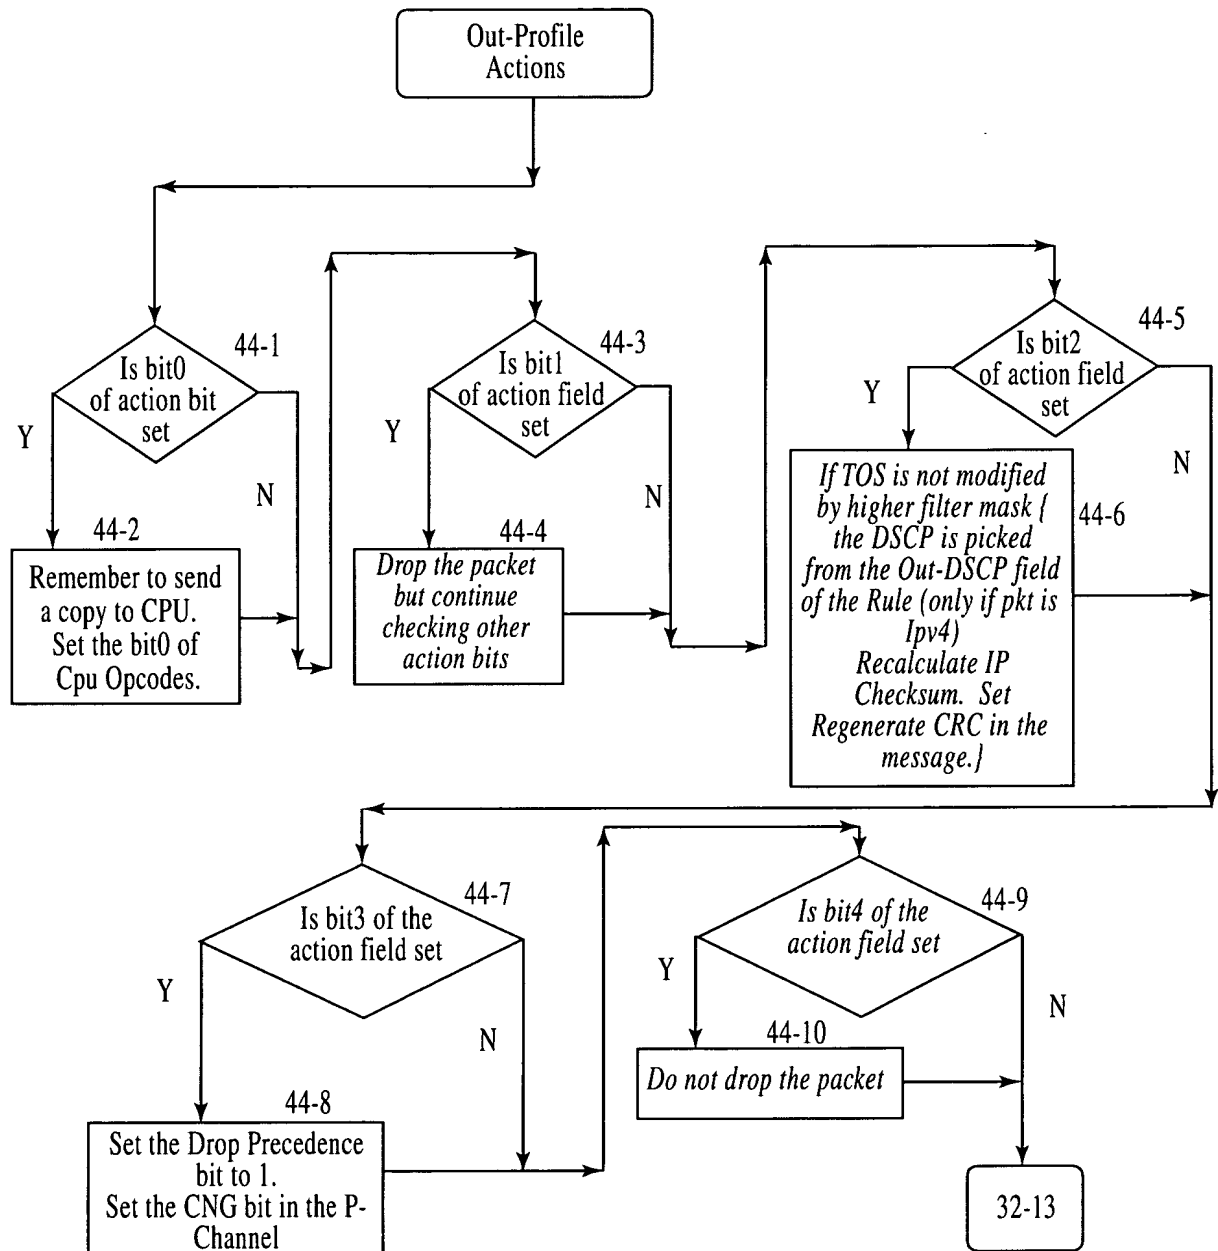 Out-Profile
Actions
44-1
Is bit0
of action bit
set
Y
N
44-2
Remember to send
a copy to CPU.
Set the bit0 of
Cpu Opcodes.
44-3
Is bit1
of action field
set
Y
N
44-4
Drop the packet
but continue
checking other
action bits
44-5
Is bit2
of action field
set
Y
N
If TOS is not modified
by higher filter mask {
the DSCP is picked
from the Out-DSCP field
of the Rule (only if pkt is
Ipv4)
Recalculate IP
Checksum. Set
Regenerate CRC in the
message.}
44-6
44-7
Is bit3 of the
action field set
Y
N
44-8
Set the Drop Precedence
bit to 1.
Set the CNG bit in the P-
Channel
44-9
Is bit4 of the
action field set
Y
N
44-10
Do not drop the packet
32-13